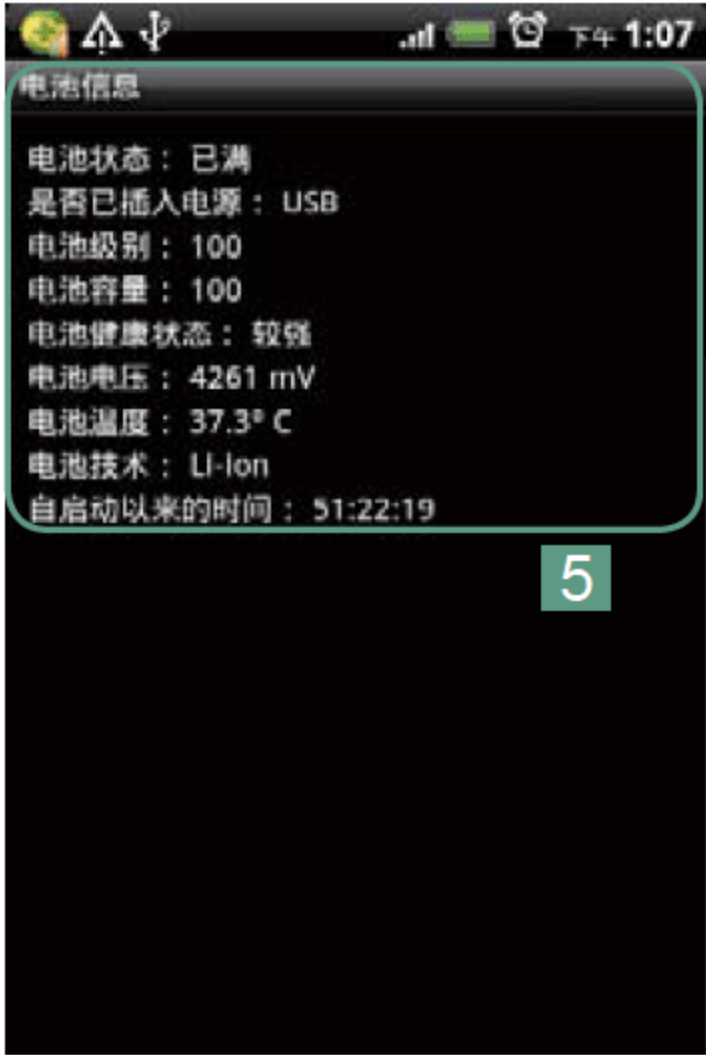 下午 1:07
电池信息
电池状态： 已满
是否已插入电源： USB
电池级别： 100
电池容量： 100
电池健康状态： 较强
电池电压： 4261 mV
电池温度： 37.3° C
电池技术： Li-Ion
自启动以来的时间： 51:22:19
5